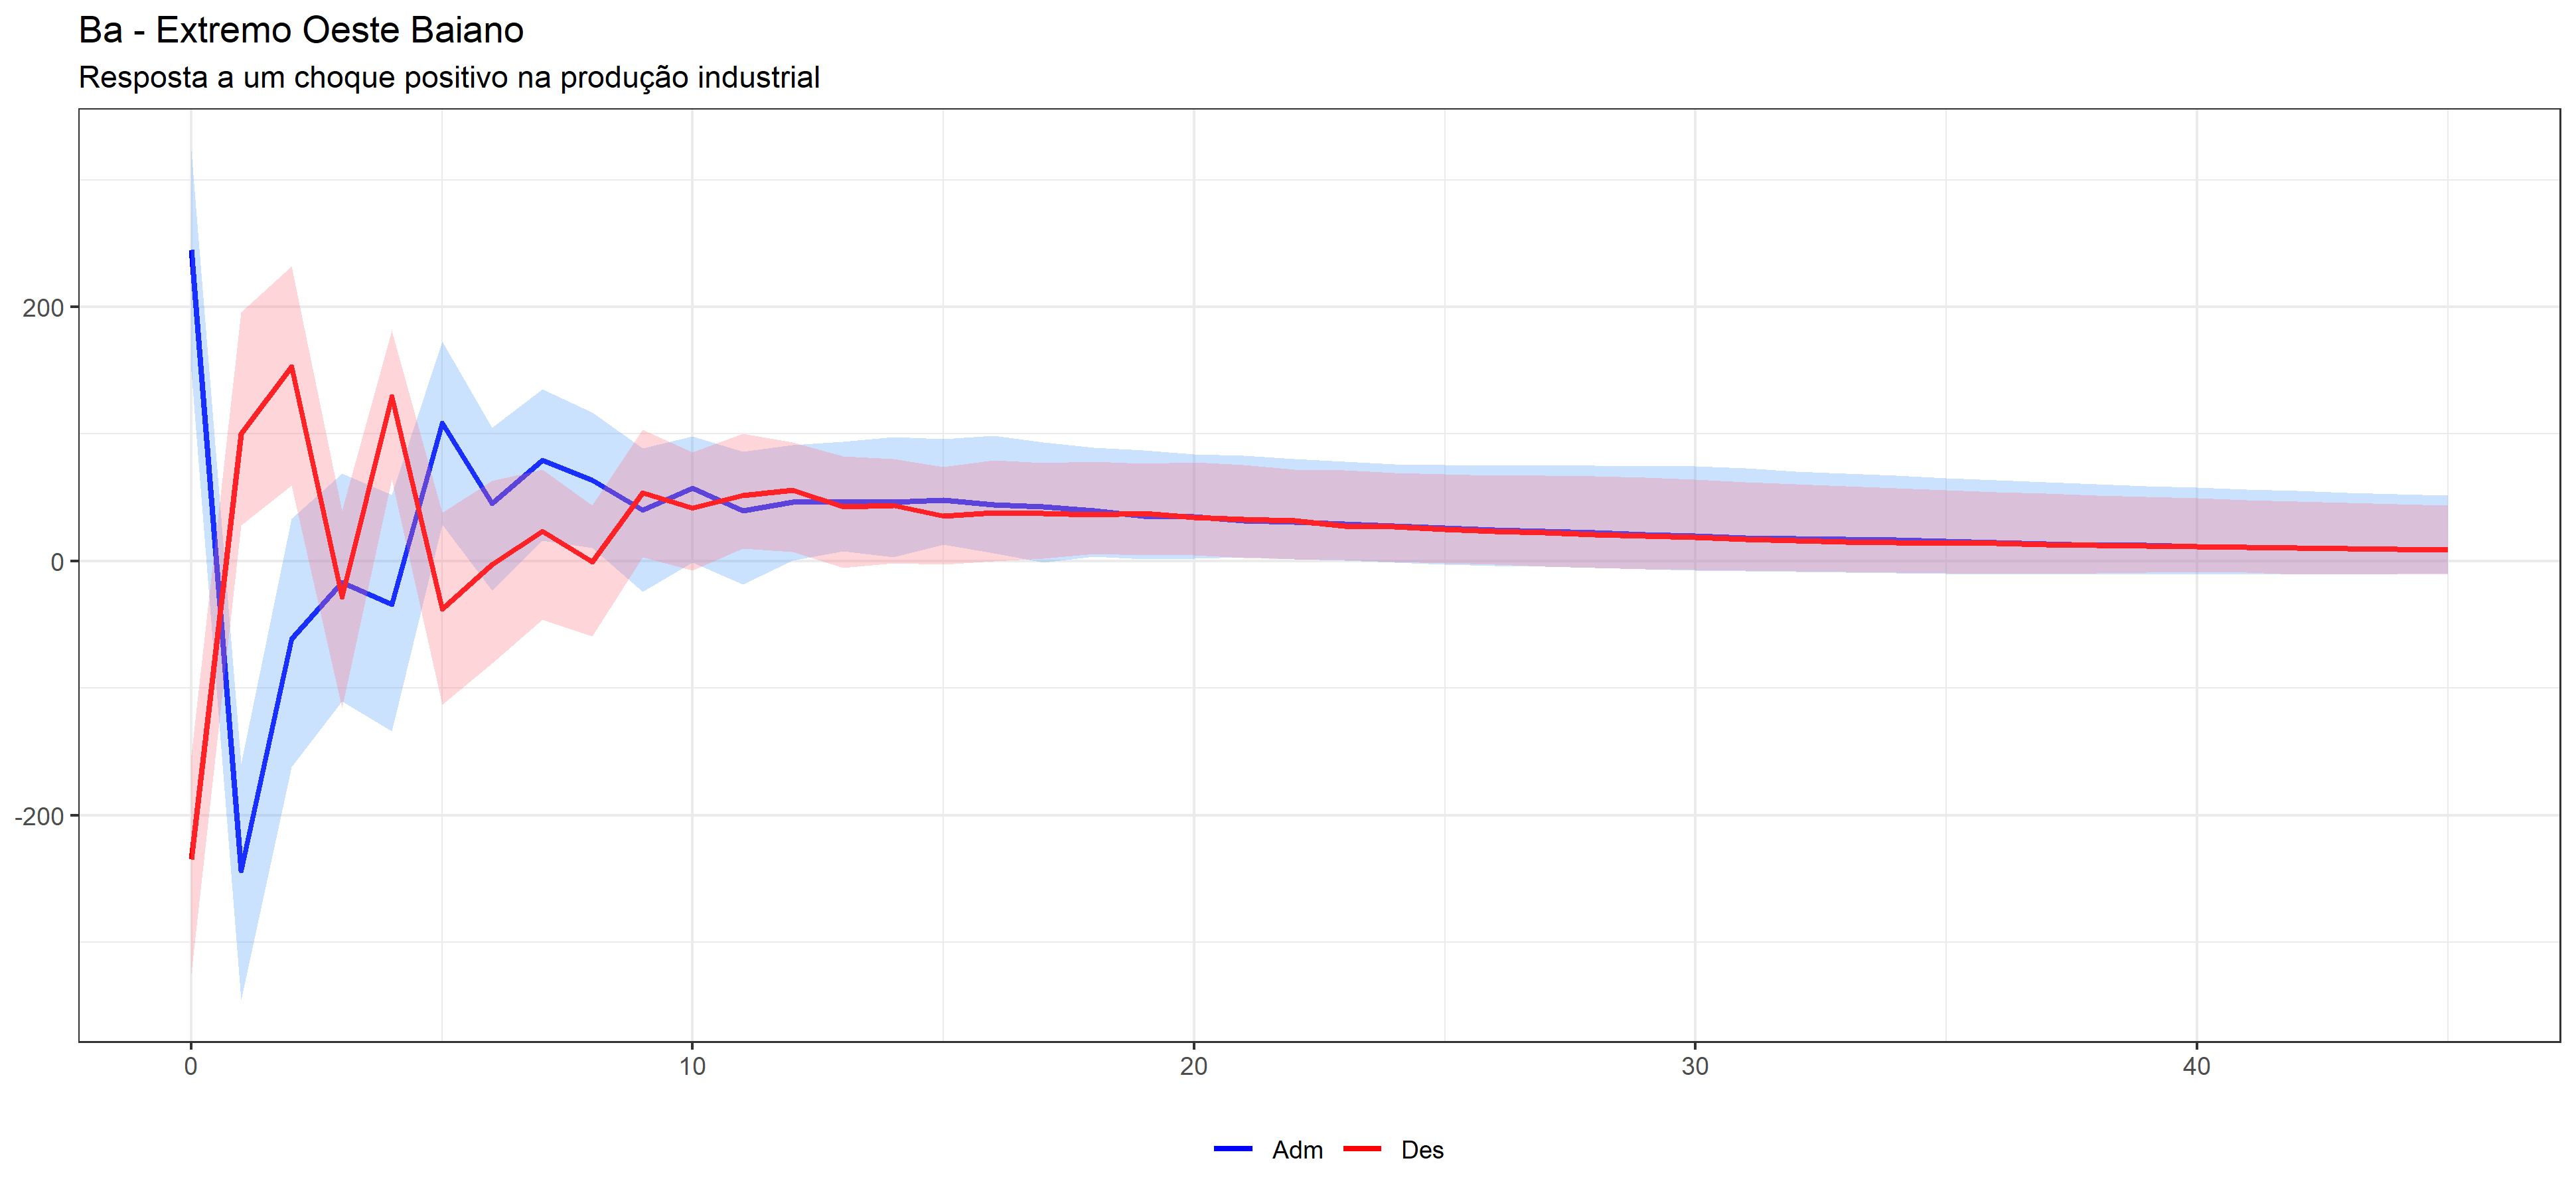 Ba - Extremo Oeste Baiano
Resposta a um choque positivo na produção industrial
200
0
-200
0 10 20 30 40
Adm Des